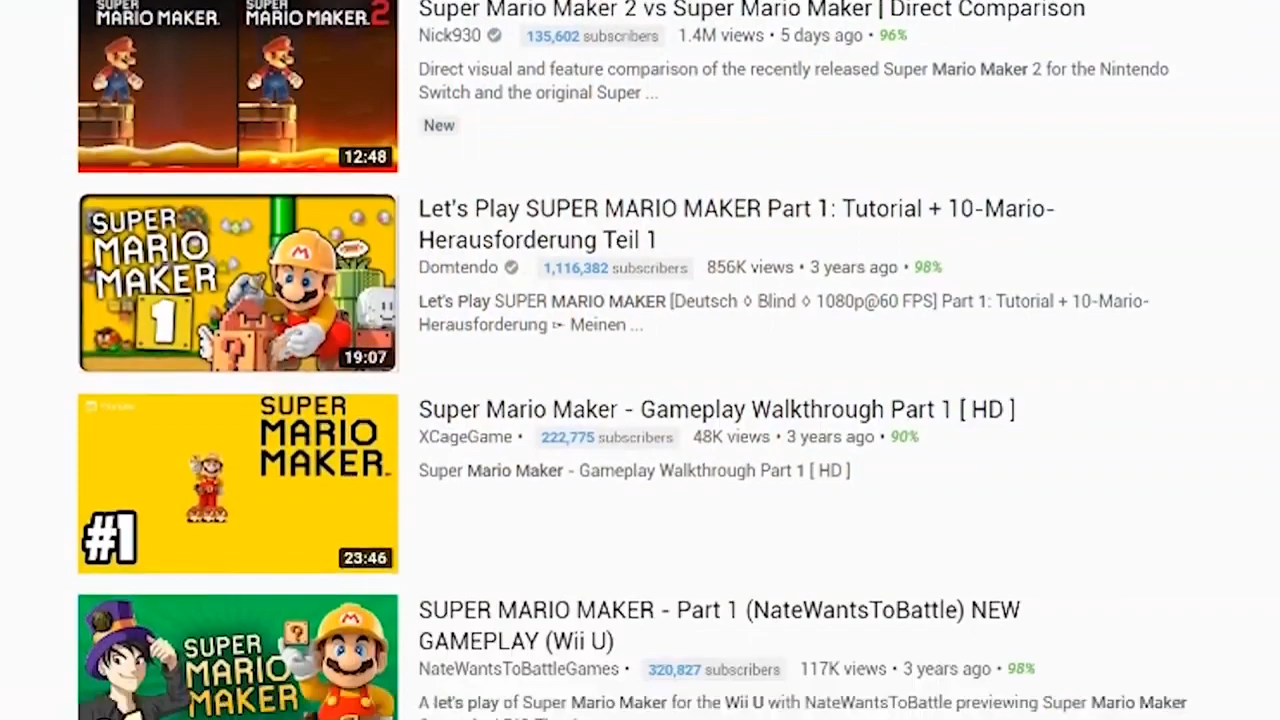 SUPER
MARIO MAKER.
SUPER
MARIO MAKER. 2
12:48
Super Mario Maker 2 vs Super Mario Maker | Direct Comparison
Nick930 135,602 subscribers 1.4M views • 5 days ago • 96%
Direct visual and feature comparison of the recently released Super Mario Maker 2 for the Nintendo
Switch and the original Super ...
New
SUPER
MARIO
MAKER
1
?
19:07
Let's Play SUPER MARIO MAKER Part 1: Tutorial + 10-Mario-
Herausforderung Teil 1
Domtendo 1,116,382 subscribers 856K views • 3 years ago • 98%
Let's Play SUPER MARIO MAKER [Deutsch ◊ Blind ◊ 1080p@60 FPS] Part 1: Tutorial + 10-Mario-
Herausforderung ➳ Meinen ...
SUPER
MARIO
MAKER.
#1
23:46
Super Mario Maker - Gameplay Walkthrough Part 1 [ HD ]
XCageGame • 222,775 subscribers 48K views • 3 years ago • 90%
Super Mario Maker - Gameplay Walkthrough Part 1 [ HD ]
SUPER
MARIO
MAKER
?
SUPER MARIO MAKER - Part 1 (NateWantsToBattle) NEW
GAMEPLAY (Wii U)
NateWantsToBattleGames • 320,827 subscribers 117K views • 3 years ago • 98%
A let's play of Super Mario Maker for the Wii U with NateWantsToBattle previewing Super Mario Maker